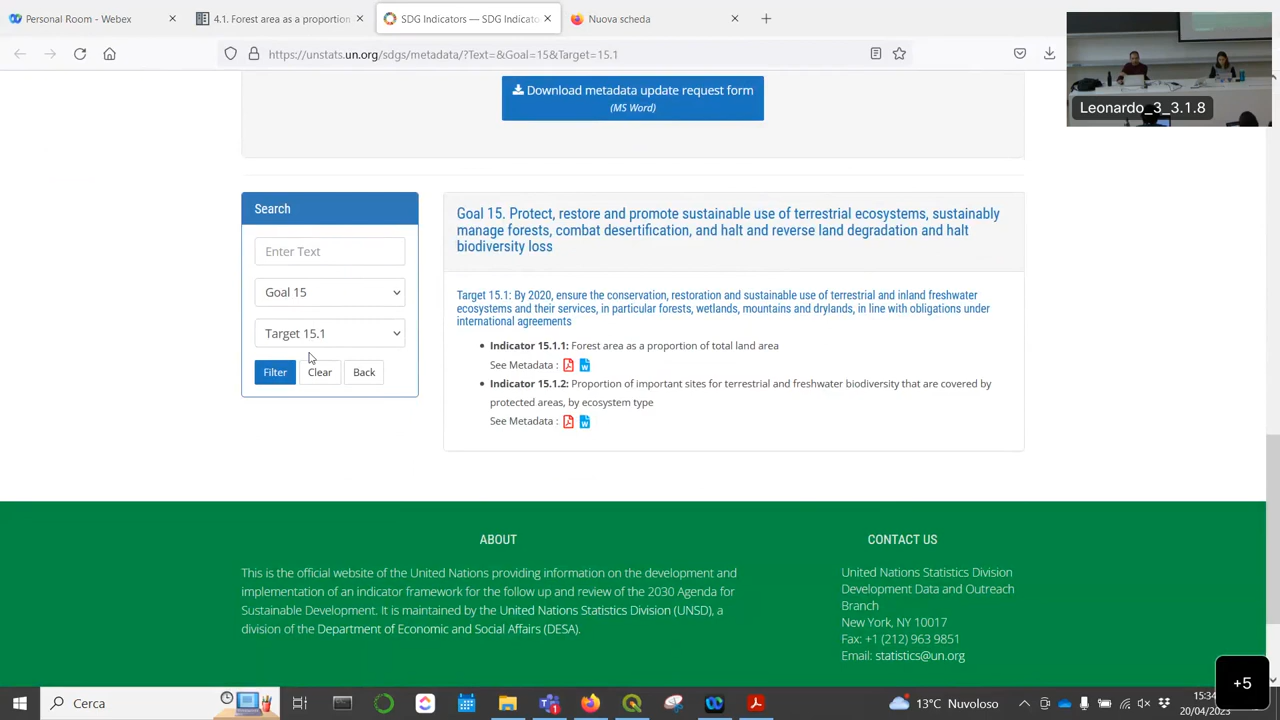 Personal Room - Webex
4.1. Forest area as a proportion
SDG Indicators — SDG Indicator
Nuova scheda
https://unstats.un.org/sdgs/metadata/?Text=&Goal=15&Target=15.1
Leonardo_3_3.1.8
Download metadata update request form
(MS Word)
Search
Enter Text
Goal 15
Target 15.1
Filter
Clear
Back
Goal 15. Protect, restore and promote sustainable use of terrestrial ecosystems, sustainably
manage forests, combat desertification, and halt and reverse land degradation and halt
biodiversity loss
Target 15.1: By 2020, ensure the conservation, restoration and sustainable use of terrestrial and inland freshwater
ecosystems and their services, in particular forests, wetlands, mountains and drylands, in line with obligations under
international agreements
Indicator 15.1.1: Forest area as a proportion of total land area
See Metadata :
Indicator 15.1.2: Proportion of important sites for terrestrial and freshwater biodiversity that are covered by
protected areas, by ecosystem type
See Metadata :
ABOUT
This is the official website of the United Nations providing information on the development and
implementation of an indicator framework for the follow up and review of the 2030 Agenda for
Sustainable Development. It is maintained by the United Nations Statistics Division (UNSD), a
division of the Department of Economic and Social Affairs (DESA).
CONTACT US
United Nations Statistics Division
Development Data and Outreach
Branch
New York, NY 10017
Fax: +1 (212) 963 9851
Email: statistics@un.org
+5
Cerca
13°C Nuvoloso
15:34
20/04/2023